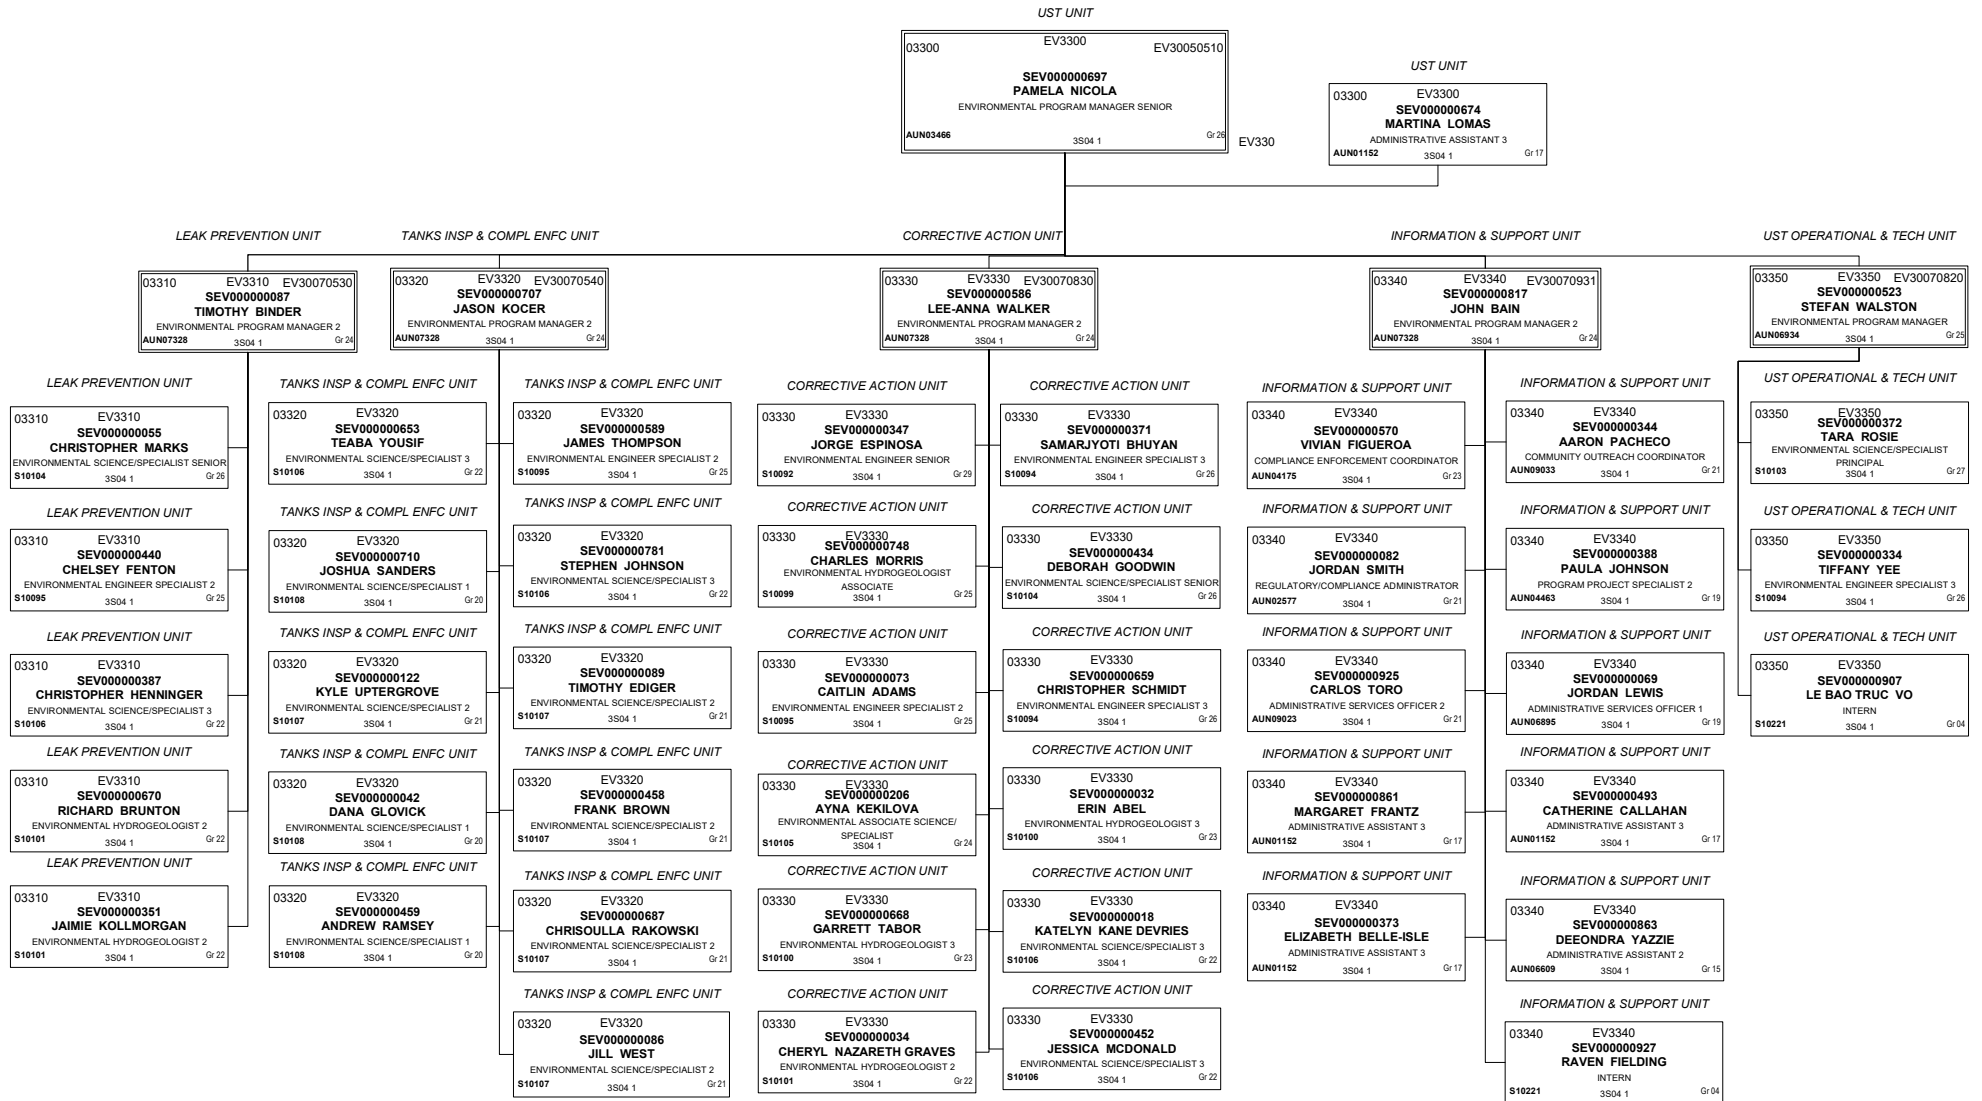 UST UNIT
03300 EV3300 EV30050510
SEV000000697
PAMELA NICOLA
ENVIRONMENTAL PROGRAM MANAGER SENIOR
AUN03466 3S04 1 Gr 26
EV330
UST UNIT
03300 EV3300
SEV000000674
MARTINA LOMAS
ADMINISTRATIVE ASSISTANT 3
AUN01152 3S04 1 Gr 17
LEAK PREVENTION UNIT
03310 EV3310 EV30070530
SEV000000087
TIMOTHY BINDER
ENVIRONMENTAL PROGRAM MANAGER 2
AUN07328 3S04 1 Gr 24
TANKS INSP & COMPL ENFC UNIT
03320 EV3320 EV30070540
SEV000000707
JASON KOCER
ENVIRONMENTAL PROGRAM MANAGER 2
AUN07328 3S04 1 Gr 24
CORRECTIVE ACTION UNIT
03330 EV3330 EV30070830
SEV000000586
LEE-ANNA WALKER
ENVIRONMENTAL PROGRAM MANAGER 2
AUN07328 3S04 1 Gr 24
INFORMATION & SUPPORT UNIT
03340 EV3340 EV30070931
SEV000000817
JOHN BAIN
ENVIRONMENTAL PROGRAM MANAGER 2
AUN07328 3S04 1 Gr 24
UST OPERATIONAL & TECH UNIT
03350 EV3350 EV30070820
SEV000000523
STEFAN WALSTON
ENVIRONMENTAL PROGRAM MANAGER
AUN06934 3S04 1 Gr 25
LEAK PREVENTION UNIT
03310 EV3310
SEV000000055
CHRISTOPHER MARKS
ENVIRONMENTAL SCIENCE/SPECIALIST SENIOR
S10104 3S04 1 Gr 26
LEAK PREVENTION UNIT
03310 EV3310
SEV000000440
CHELSEY FENTON
ENVIRONMENTAL ENGINEER SPECIALIST 2
S10095 3S04 1 Gr 25
LEAK PREVENTION UNIT
03310 EV3310
SEV000000387
CHRISTOPHER HENNINGER
ENVIRONMENTAL SCIENCE/SPECIALIST 3
S10106 3S04 1 Gr 22
LEAK PREVENTION UNIT
03310 EV3310
SEV000000670
RICHARD BRUNTON
ENVIRONMENTAL HYDROGEOLOGIST 2
S10101 3S04 1 Gr 22
LEAK PREVENTION UNIT
03310 EV3310
SEV000000351
JAIMIE KOLLMORGAN
ENVIRONMENTAL HYDROGEOLOGIST 2
S10101 3S04 1 Gr 22
TANKS INSP & COMPL ENFC UNIT
03320 EV3320
SEV000000653
TEABA YOUSIF
ENVIRONMENTAL SCIENCE/SPECIALIST 3
S10106 3S04 1 Gr 22
TANKS INSP & COMPL ENFC UNIT
03320 EV3320
SEV000000710
JOSHUA SANDERS
ENVIRONMENTAL SCIENCE/SPECIALIST 1
S10108 3S04 1 Gr 20
TANKS INSP & COMPL ENFC UNIT
03320 EV3320
SEV000000122
KYLE UPTERGROVE
ENVIRONMENTAL SCIENCE/SPECIALIST 2
S10107 3S04 1 Gr 21
TANKS INSP & COMPL ENFC UNIT
03320 EV3320
SEV000000042
DANA GLOVICK
ENVIRONMENTAL SCIENCE/SPECIALIST 1
S10108 3S04 1 Gr 20
TANKS INSP & COMPL ENFC UNIT
03320 EV3320
SEV000000459
ANDREW RAMSEY
ENVIRONMENTAL SCIENCE/SPECIALIST 1
S10108 3S04 1 Gr 20
TANKS INSP & COMPL ENFC UNIT
03320 EV3320
SEV000000589
JAMES THOMPSON
ENVIRONMENTAL ENGINEER SPECIALIST 2
S10095 3S04 1 Gr 25
TANKS INSP & COMPL ENFC UNIT
03320 EV3320
SEV000000781
STEPHEN JOHNSON
ENVIRONMENTAL SCIENCE/SPECIALIST 3
S10106 3S04 1 Gr 22
TANKS INSP & COMPL ENFC UNIT
03320 EV3320
SEV000000089
TIMOTHY EDIGER
ENVIRONMENTAL SCIENCE/SPECIALIST 2
S10107 3S04 1 Gr 21
TANKS INSP & COMPL ENFC UNIT
03320 EV3320
SEV000000458
FRANK BROWN
ENVIRONMENTAL SCIENCE/SPECIALIST 2
S10107 3S04 1 Gr 21
TANKS INSP & COMPL ENFC UNIT
03320 EV3320
SEV000000687
CHRISOULLA RAKOWSKI
ENVIRONMENTAL SCIENCE/SPECIALIST 2
S10107 3S04 1 Gr 21
TANKS INSP & COMPL ENFC UNIT
03320 EV3320
SEV000000086
JILL WEST
ENVIRONMENTAL SCIENCE/SPECIALIST 2
S10107 3S04 1 Gr 21
CORRECTIVE ACTION UNIT
03330 EV3330
SEV000000347
JORGE ESPINOSA
ENVIRONMENTAL ENGINEER SENIOR
S10092 3S04 1 Gr 29
CORRECTIVE ACTION UNIT
03330 EV3330
SEV000000748
CHARLES MORRIS
ENVIRONMENTAL HYDROGEOLOGIST
ASSOCIATE
S10099 3S04 1 Gr 25
CORRECTIVE ACTION UNIT
03330 EV3330
SEV000000073
CAITLIN ADAMS
ENVIRONMENTAL ENGINEER SPECIALIST 2
S10095 3S04 1 Gr 25
CORRECTIVE ACTION UNIT
03330 EV3330
SEV000000206
AYNA KEKILOVA
ENVIRONMENTAL ASSOCIATE SCIENCE/
SPECIALIST
S10105 3S04 1 Gr 24
CORRECTIVE ACTION UNIT
03330 EV3330
SEV000000668
GARRETT TABOR
ENVIRONMENTAL HYDROGEOLOGIST 3
S10100 3S04 1 Gr 23
CORRECTIVE ACTION UNIT
03330 EV3330
SEV000000034
CHERYL NAZARETH GRAVES
ENVIRONMENTAL HYDROGEOLOGIST 2
S10101 3S04 1 Gr 22
CORRECTIVE ACTION UNIT
03330 EV3330
SEV000000371
SAMARJYOTI BHUYAN
ENVIRONMENTAL ENGINEER SPECIALIST 3
S10094 3S04 1 Gr 26
CORRECTIVE ACTION UNIT
03330 EV3330
SEV000000434
DEBORAH GOODWIN
ENVIRONMENTAL SCIENCE/SPECIALIST SENIOR
S10104 3S04 1 Gr 26
CORRECTIVE ACTION UNIT
03330 EV3330
SEV000000659
CHRISTOPHER SCHMIDT
ENVIRONMENTAL ENGINEER SPECIALIST 3
S10094 3S04 1 Gr 26
CORRECTIVE ACTION UNIT
03330 EV3330
SEV000000032
ERIN ABEL
ENVIRONMENTAL HYDROGEOLOGIST 3
S10100 3S04 1 Gr 23
CORRECTIVE ACTION UNIT
03330 EV3330
SEV000000018
KATELYN KANE DEVRIES
ENVIRONMENTAL SCIENCE/SPECIALIST 3
S10106 3S04 1 Gr 22
CORRECTIVE ACTION UNIT
03330 EV3330
SEV000000452
JESSICA MCDONALD
ENVIRONMENTAL SCIENCE/SPECIALIST 3
S10106 3S04 1 Gr 22
INFORMATION & SUPPORT UNIT
03340 EV3340
SEV000000570
VIVIAN FIGUEROA
COMPLIANCE ENFORCEMENT COORDINATOR
AUN04175 3S04 1 Gr 23
INFORMATION & SUPPORT UNIT
03340 EV3340
SEV000000082
JORDAN SMITH
REGULATORY/COMPLIANCE ADMINISTRATOR
AUN02577 3S04 1 Gr 21
INFORMATION & SUPPORT UNIT
03340 EV3340
SEV000000925
CARLOS TORO
ADMINISTRATIVE SERVICES OFFICER 2
AUN09023 3S04 1 Gr 21
INFORMATION & SUPPORT UNIT
03340 EV3340
SEV000000861
MARGARET FRANTZ
ADMINISTRATIVE ASSISTANT 3
AUN01152 3S04 1 Gr 17
INFORMATION & SUPPORT UNIT
03340 EV3340
SEV000000373
ELIZABETH BELLE-ISLE
ADMINISTRATIVE ASSISTANT 3
AUN01152 3S04 1 Gr 17
INFORMATION & SUPPORT UNIT
03340 EV3340
SEV000000344
AARON PACHECO
COMMUNITY OUTREACH COORDINATOR
AUN09033 3S04 1 Gr 21
INFORMATION & SUPPORT UNIT
03340 EV3340
SEV000000388
PAULA JOHNSON
PROGRAM PROJECT SPECIALIST 2
AUN04463 3S04 1 Gr 19
INFORMATION & SUPPORT UNIT
03340 EV3340
SEV000000069
JORDAN LEWIS
ADMINISTRATIVE SERVICES OFFICER 1
AUN06895 3S04 1 Gr 19
INFORMATION & SUPPORT UNIT
03340 EV3340
SEV000000493
CATHERINE CALLAHAN
ADMINISTRATIVE ASSISTANT 3
AUN01152 3S04 1 Gr 17
INFORMATION & SUPPORT UNIT
03340 EV3340
SEV000000863
DEEONDRA YAZZIE
ADMINISTRATIVE ASSISTANT 2
AUN06609 3S04 1 Gr 15
INFORMATION & SUPPORT UNIT
03340 EV3340
SEV000000927
RAVEN FIELDING
INTERN
S10221 3S04 1 Gr 04
UST OPERATIONAL & TECH UNIT
03350 EV3350
SEV000000372
TARA ROSIE
ENVIRONMENTAL SCIENCE/SPECIALIST
PRINCIPAL
S10103 3S04 1 Gr 27
UST OPERATIONAL & TECH UNIT
03350 EV3350
SEV000000334
TIFFANY YEE
ENVIRONMENTAL ENGINEER SPECIALIST 3
S10094 3S04 1 Gr 26
UST OPERATIONAL & TECH UNIT
03350 EV3350
SEV000000907
LE BAO TRUC VO
INTERN
S10221 3S04 1 Gr 04